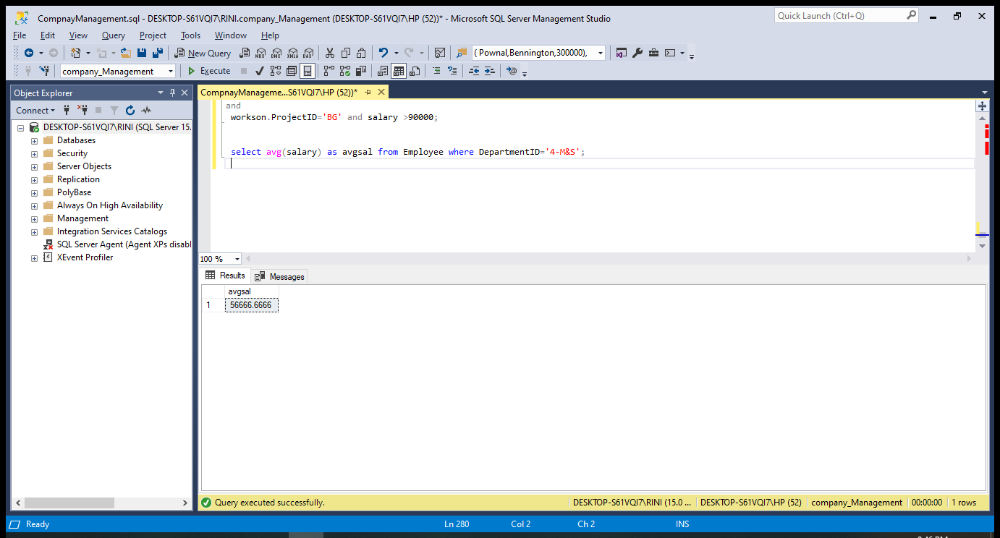 CompnayManagement.sql - DESKTOP-S61VQI7\RINI.company_Management (DESKTOP-S61VQI7\HP (52))* - Microsoft SQL Server Management Studio
Quick Launch (Ctrl+Q)
File Edit View Query Project Tools Window Help
New Query MDX DMX XMLA DAX ( Pownal,Bennington,300000),
company_Management Execute
Object Explorer
CompnayManageme...S61VQI7\HP (52))*
Connect
DESKTOP-S61VQI7\RINI (SQL Server 15.
Databases
Security
Server Objects
Replication
PolyBase
Always On High Availability
Management
Integration Services Catalogs
SQL Server Agent (Agent XPs disabl
XEvent Profiler
and
workson.ProjectID='BG' and salary >90000;
select avg(salary) as avgsal from Employee where DepartmentID='4-M&S';
100 %
Results Messages
avgsal
1 56666.6666
Query executed successfully.
DESKTOP-S61VQI7\RINI (15.0 ... DESKTOP-S61VQI7\HP (52) company_Management 00:00:00 1 rows
Ready Ln 280 Col 2 Ch 2 INS